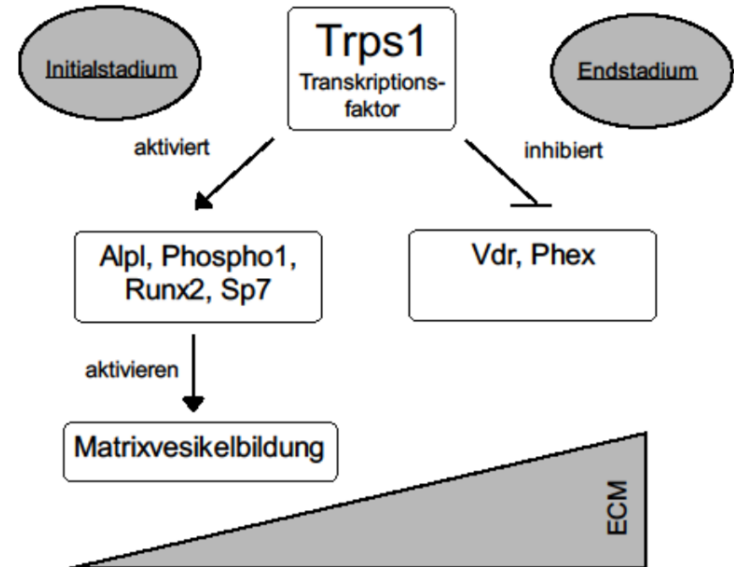 Initialstadium
Trps1
Transkriptions-
faktor
Endstadium
aktiviert
inhibiert
Alpl, Phospho1,
Runx2, Sp7
Vdr, Phex
aktivieren
Matrixvesikelbildung
ECM